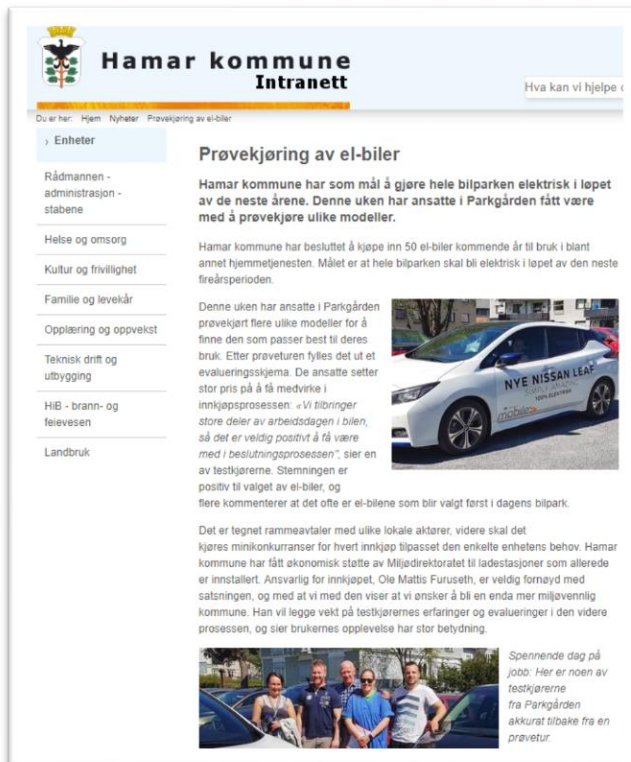 Hamar kommune
Intranett
Hva kan vi hjelpe
Du er her: Hjem Nyheter Prøvekjøring av el-biler
› Enheter
Rådmannen -
administrasjon -
stabene
Helse og omsorg
Kultur og frivillighet
Familie og levekår
Opplæring og oppvekst
Teknisk drift og
utbygging
HiB - brann- og
feievesen
Landbruk
Prøvekjøring av el-biler
Hamar kommune har som mål å gjøre hele bilparken elektrisk i løpet
av de neste årene. Denne uken har ansatte i Parkgården fått være
med å prøvekjøre ulike modeller.
Hamar kommune har besluttet å kjøpe inn 50 el-biler kommende år til bruk i blant
annet hjemmetjenesten. Målet er at hele bilparken skal bli elektrisk i løpet av den neste
fireårsperioden.
Denne uken har ansatte i Parkgården
prøvekjørt flere ulike modeller for å
finne den som passer best til deres
bruk. Etter prøveturen fylles det ut et
evalueringsskjema. De ansatte setter
stor pris på å få medvirke i
innkjøpsprosessen: «Vi tilbringer
store deler av arbeidsdagen i bilen,
så det er veldig positivt å få være
med i beslutningsprosessen", sier en
av testkjørerne. Stemningen er
positiv til valget av el-biler, og
flere kommenterer at det ofte er el-bilene som blir valgt først i dagens bilpark.
NYE NISSAN LEAF
SIMPLY AMAZING
100% ELEKTRISK
mobile
Det er tegnet rammeavtaler med ulike lokale aktører, videre skal det
kjøres minikonkurranser for hvert innkjøp tilpasset den enkelte enhetens behov. Hamar
kommune har fått økonomisk støtte av Miljødirektoratet til ladestasjoner som allerede
er innstallert. Ansvarlig for innkjøpet, Ole Mattis Furuseth, er veldig fornøyd med
satsningen, og med at vi med den viser at vi ønsker å bli en enda mer miljøvennlig
kommune. Han vil legge vekt på testkjørernes erfaringer og evalueringer i den videre
prosessen, og sier brukernes opplevelse har stor betydning.
Spennende dag på
jobb: Her er noen av
testkjørerne
fra Parkgården
akkurat tilbake fra en
prøvetur.